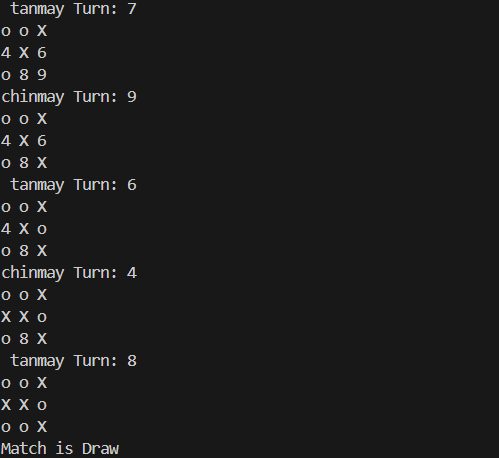 tanmay Turn: 7
o o X
4 X 6
o 8 9
chinmay Turn: 9
o o X
4 X 6
o 8 X
tanmay Turn: 6
o o X
4 X o
o 8 X
chinmay Turn: 4
o o X
X X o
o 8 X
tanmay Turn: 8
o o X
X X o
o o X
Match is Draw